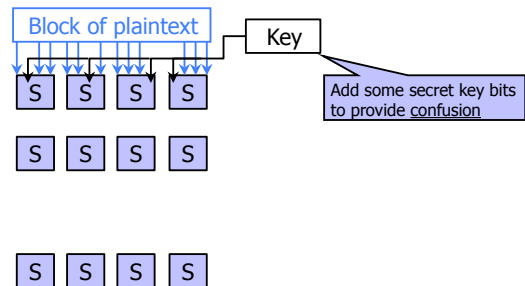 Block of plaintext
Key
S S S S
Add some secret key bits
to provide confusion
S S S S
S S S S